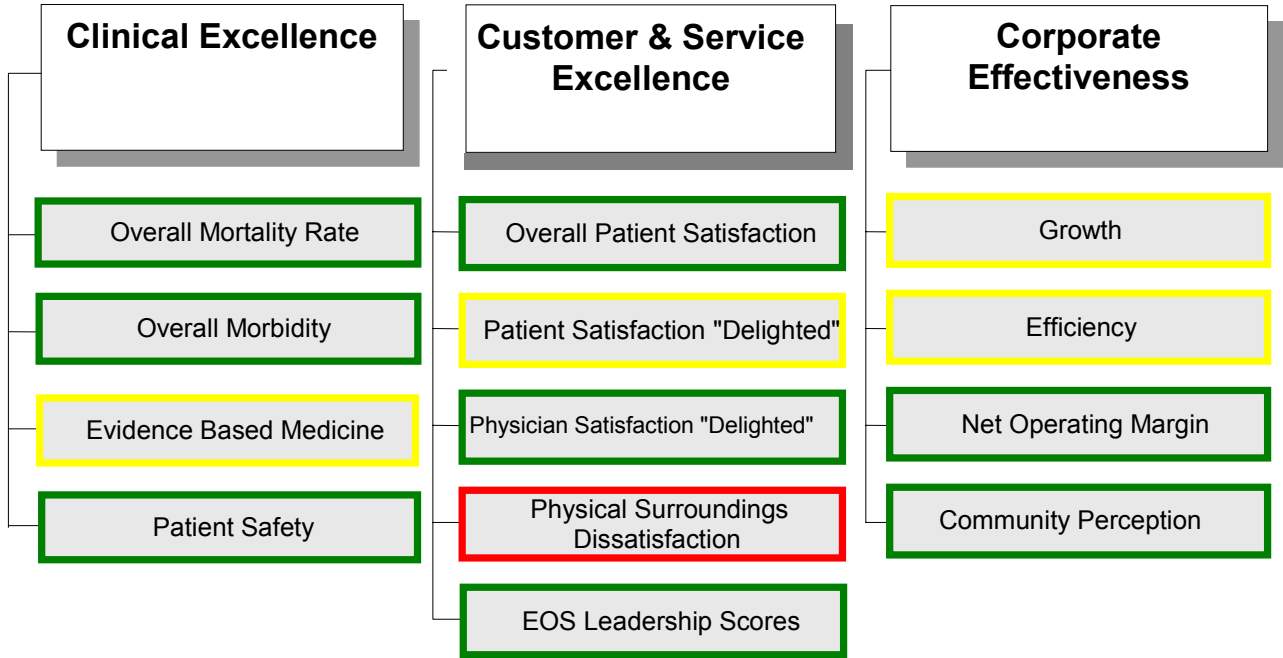 Clinical Excellence
Overall Mortality Rate
Overall Morbidity
Evidence Based Medicine
Patient Safety
Customer & Service
Excellence
Overall Patient Satisfaction
Patient Satisfaction "Delighted"
Physician Satisfaction "Delighted"
Physical Surroundings
Dissatisfaction
EOS Leadership Scores
Corporate
Effectiveness
Growth
Efficiency
Net Operating Margin
Community Perception